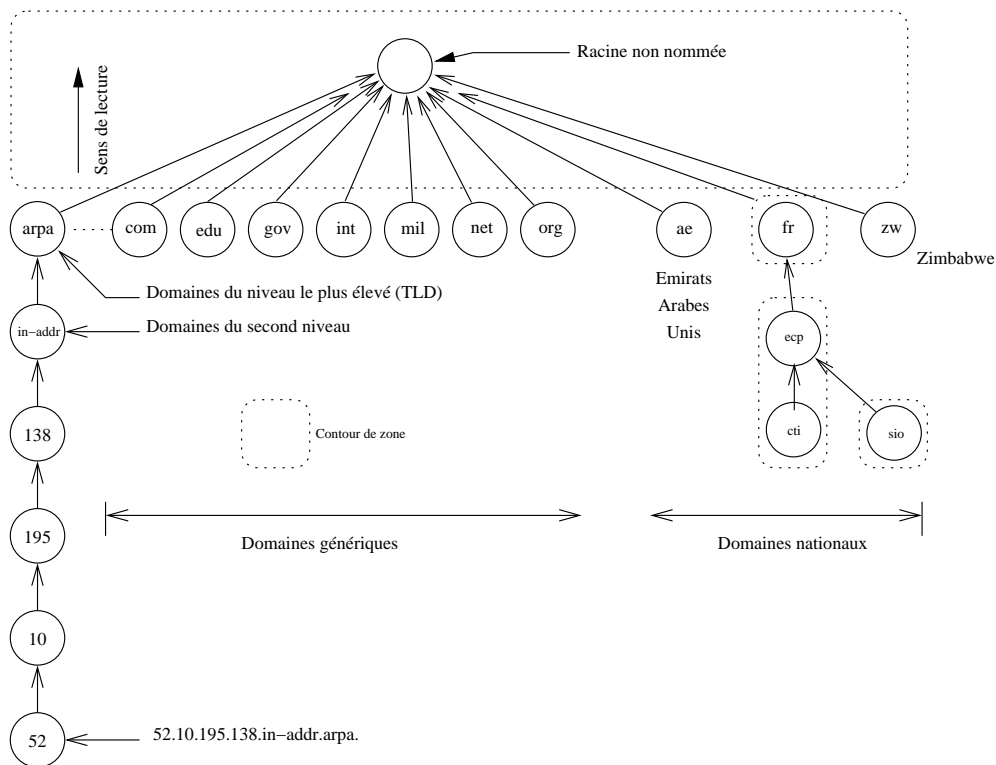 Racine non nommée
Sens de lecture
arpa
com
edu
gov
int
mil
net
org
ae
fr
zw
Zimbabwe
Emirats
Arabes
Unis
Domaines du niveau le plus élevé (TLD)
in−addr
Domaines du second niveau
ecp
138
Contour de zone
cti
sio
195
Domaines génériques
Domaines nationaux
10
52
52.10.195.138.in−addr.arpa.